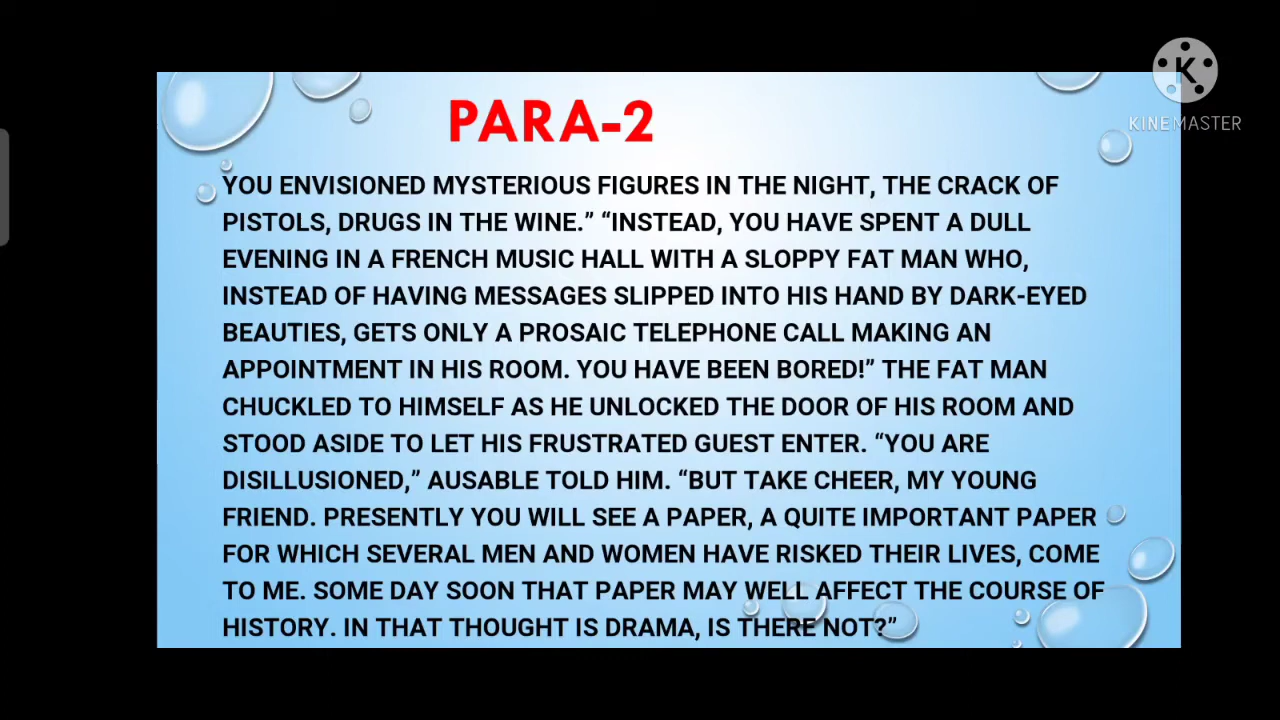 PARA-2
KINEMASTER
YOU ENVISIONED MYSTERIOUS FIGURES IN THE NIGHT, THE CRACK OF
PISTOLS, DRUGS IN THE WINE.” “INSTEAD, YOU HAVE SPENT A DULL
EVENING IN A FRENCH MUSIC HALL WITH A SLOPPY FAT MAN WHO,
INSTEAD OF HAVING MESSAGES SLIPPED INTO HIS HAND BY DARK-EYED
BEAUTIES, GETS ONLY A PROSAIC TELEPHONE CALL MAKING AN
APPOINTMENT IN HIS ROOM. YOU HAVE BEEN BORED!” THE FAT MAN
CHUCKLED TO HIMSELF AS HE UNLOCKED THE DOOR OF HIS ROOM AND
STOOD ASIDE TO LET HIS FRUSTRATED GUEST ENTER. “YOU ARE
DISILLUSIONED,” AUSABLE TOLD HIM. “BUT TAKE CHEER, MY YOUNG
FRIEND. PRESENTLY YOU WILL SEE A PAPER, A QUITE IMPORTANT PAPER
FOR WHICH SEVERAL MEN AND WOMEN HAVE RISKED THEIR LIVES, COME
TO ME. SOME DAY SOON THAT PAPER MAY WELL AFFECT THE COURSE OF
HISTORY. IN THAT THOUGHT IS DRAMA, IS THERE NOT?”